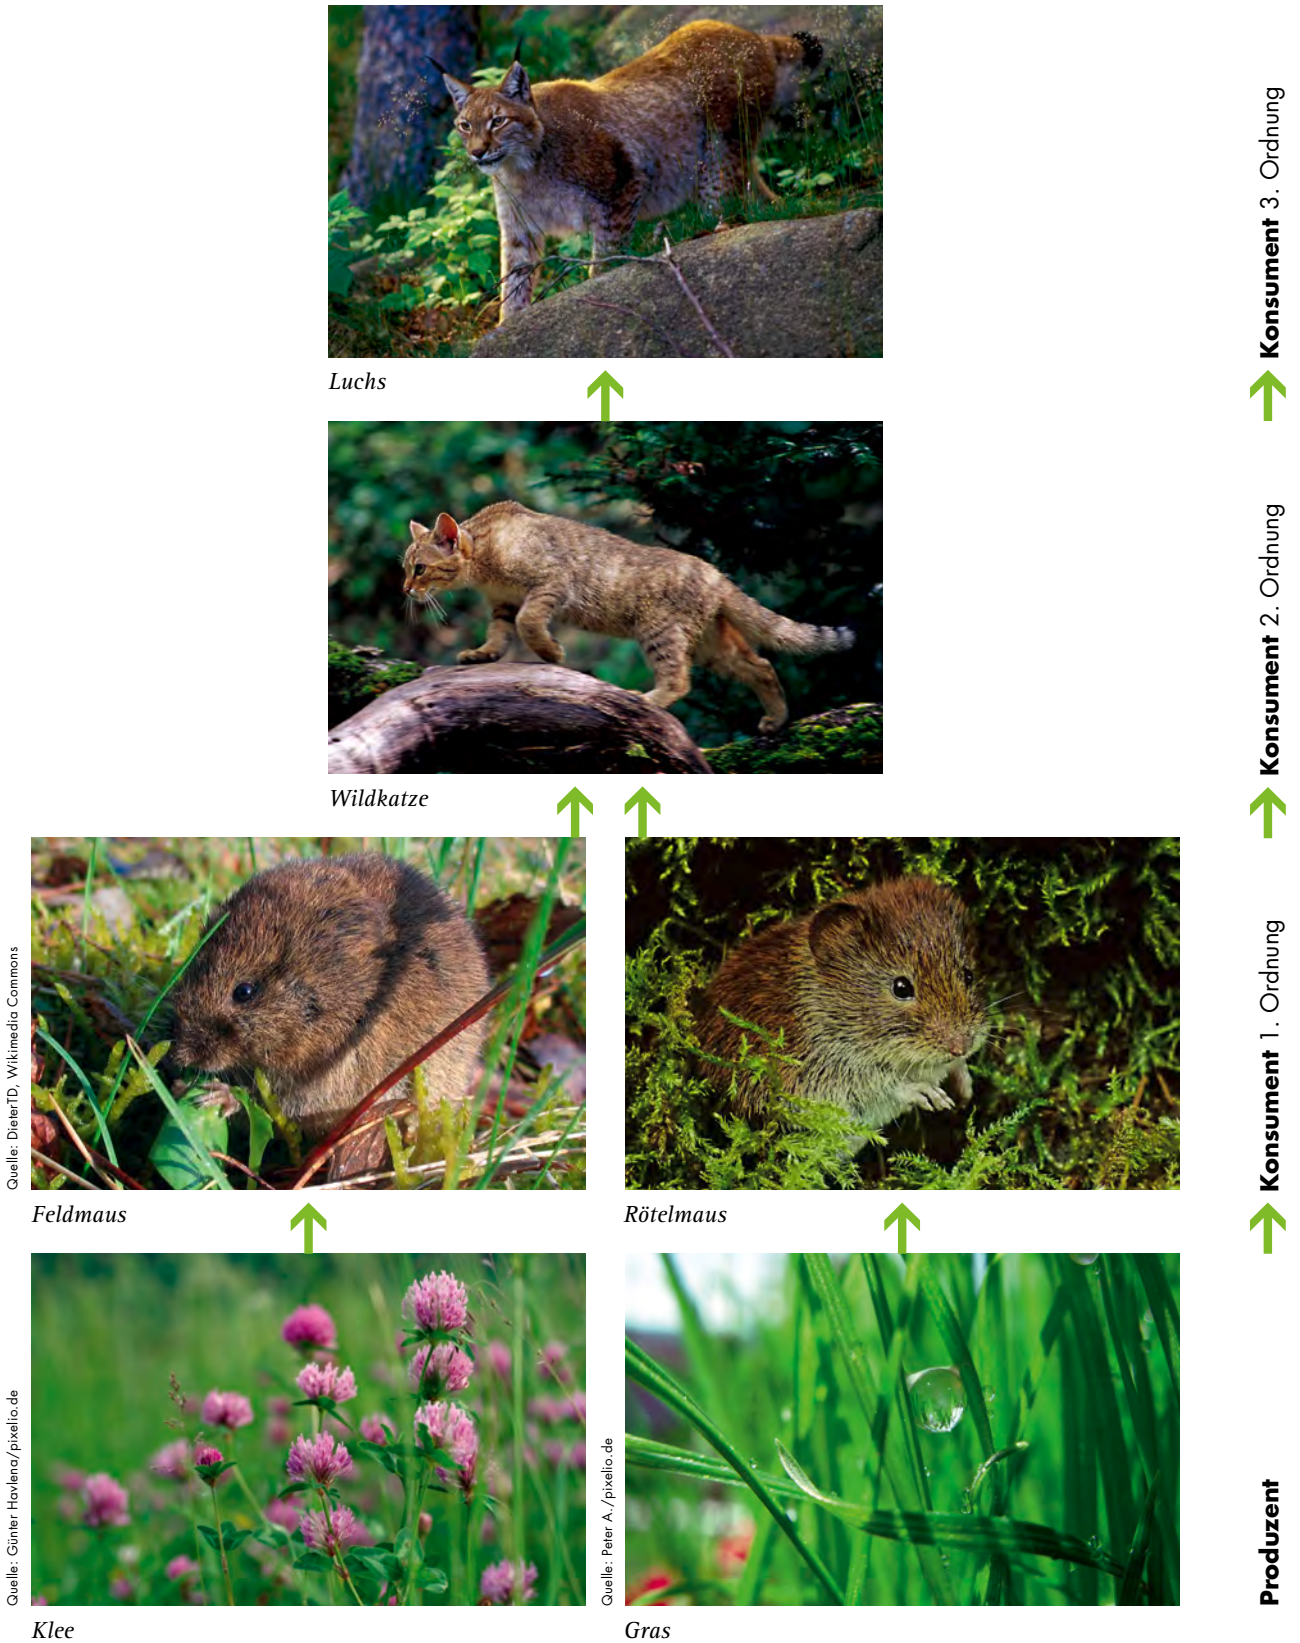 Luchs
Konsument 3. Ordnung
Wildkatze
Konsument 2. Ordnung
Quelle: DieterTD, Wikimedia Commons
Feldmaus
Rötelmaus
Konsument 1. Ordnung
Quelle: Günter Havlena/pixelio.de
Klee
Quelle: Peter A./pixelio.de
Gras
Produzent